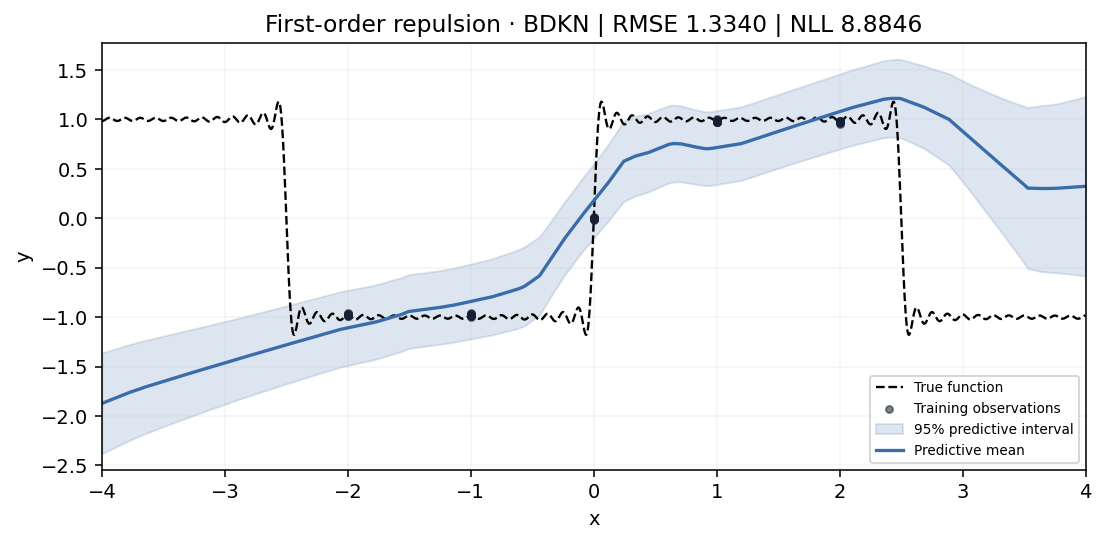 First-order repulsion · BDKN | RMSE 1.3340 | NLL 8.8846
y
1.5
1.0
0.5
0.0
−0.5
−1.0
−1.5
−2.0
−2.5
True function
Training observations
95% predictive interval
Predictive mean
−4 −3 −2 −1 0 1 2 3 4
x